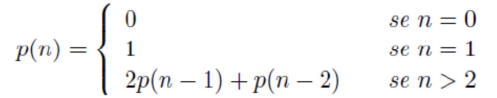 0 se n = 0
p(n) = { 1 se n = 1
2p(n − 1) + p(n − 2) se n > 2